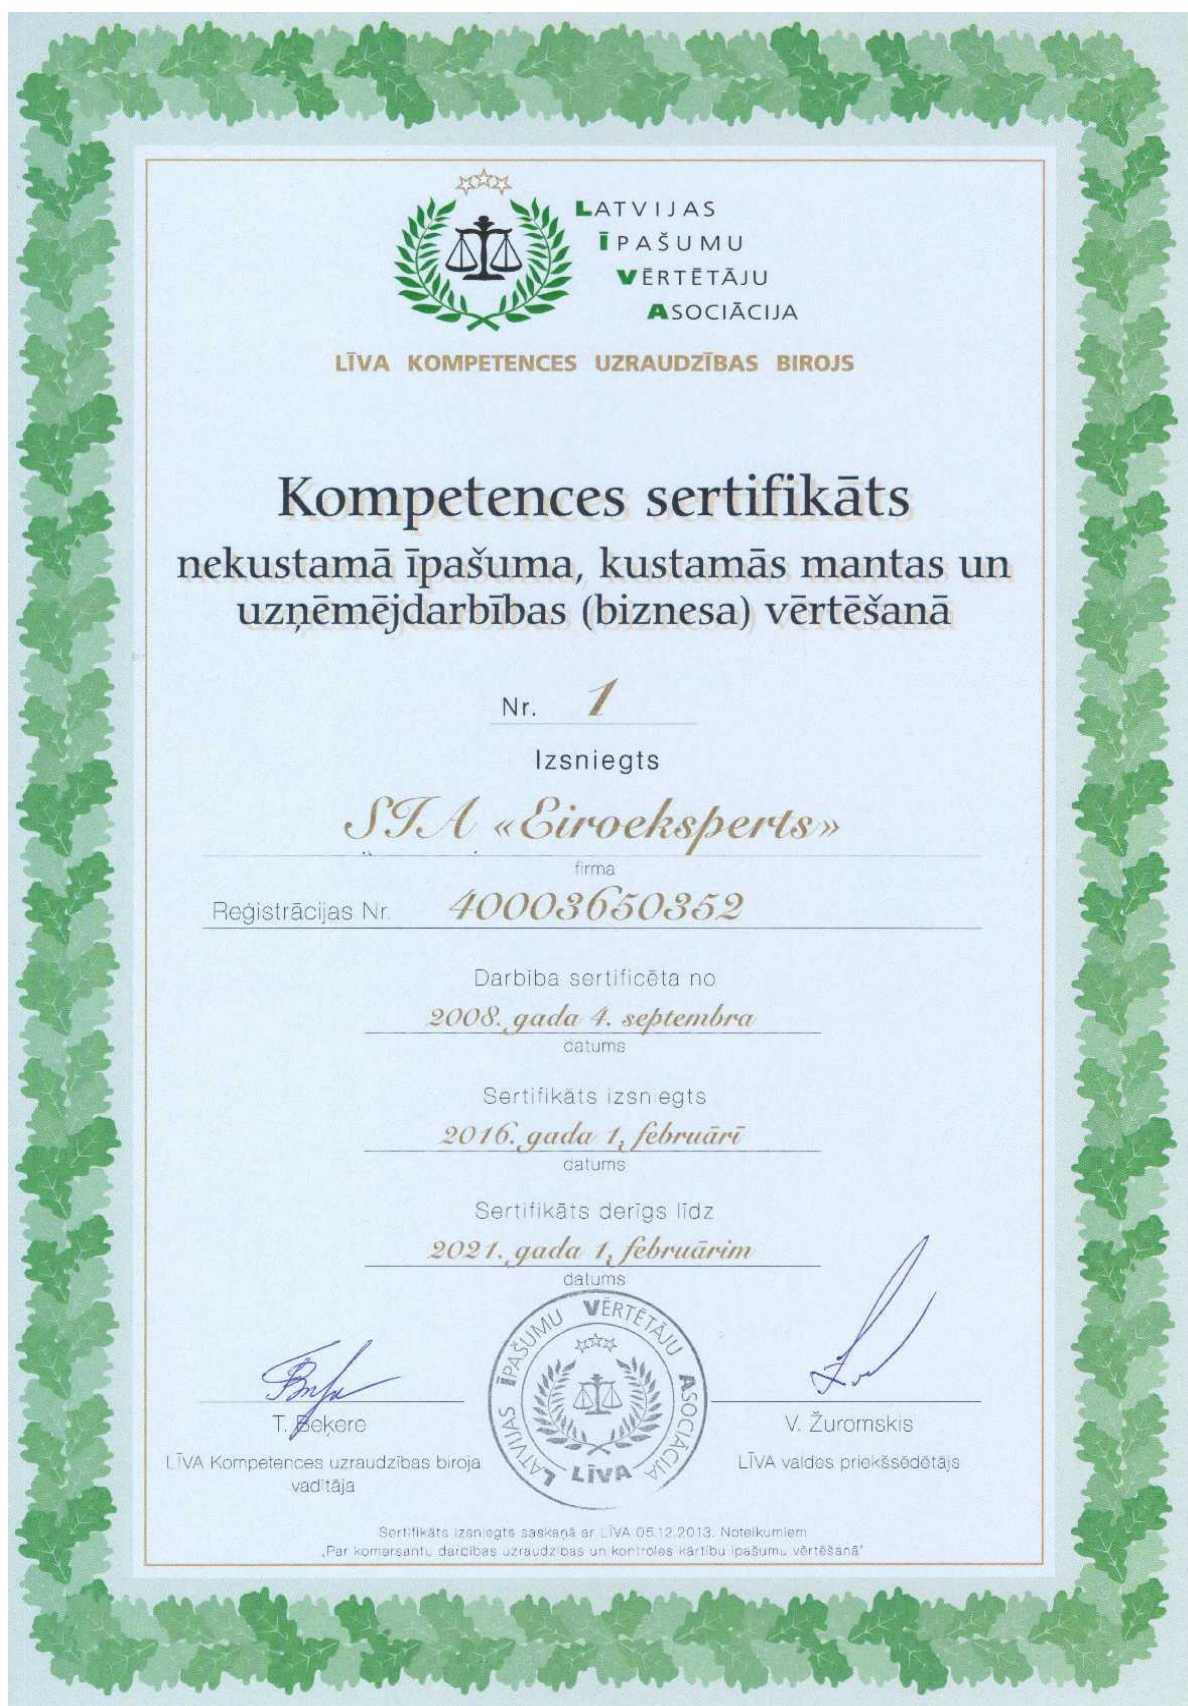 LATVIJAS
ĪPAŠUMU
VĒRTĒTĀJU
ASOCIĀCIJA
LĪVA KOMPETENCES UZRAUDZĪBAS BIROJS
Kompetences sertifikāts
nekustamā īpašuma, kustamās mantas un
uzņēmējdarbības (biznesa) vērtēšanā
Nr. 1
Izsniegts
SIA «Eiroeksperts»
firma
Reģistrācijas Nr. 40003650352
Darbība sertificēta no
2008. gada 4. septembra
datums
Sertifikāts izsniegts
2016. gada 1. februārī
datums
Sertifikāts derīgs līdz
2021. gada 1. februārim
datums
LATVIJAS ĪPAŠUMU VĒRTĒTĀJU ASOCIĀCIJA
LĪVA
T. Beķere
V. Žuromskis
LĪVA Kompetences uzraudzības biroja
vadītāja
LĪVA valdes priekšsēdētājs
Sertifikāts izsniegts saskaņā ar LĪVA 06.12.2013. Noteikumiem
„Par komersantu darbības uzraudzības un kontroles kārtību īpašumu vērtēšanā"